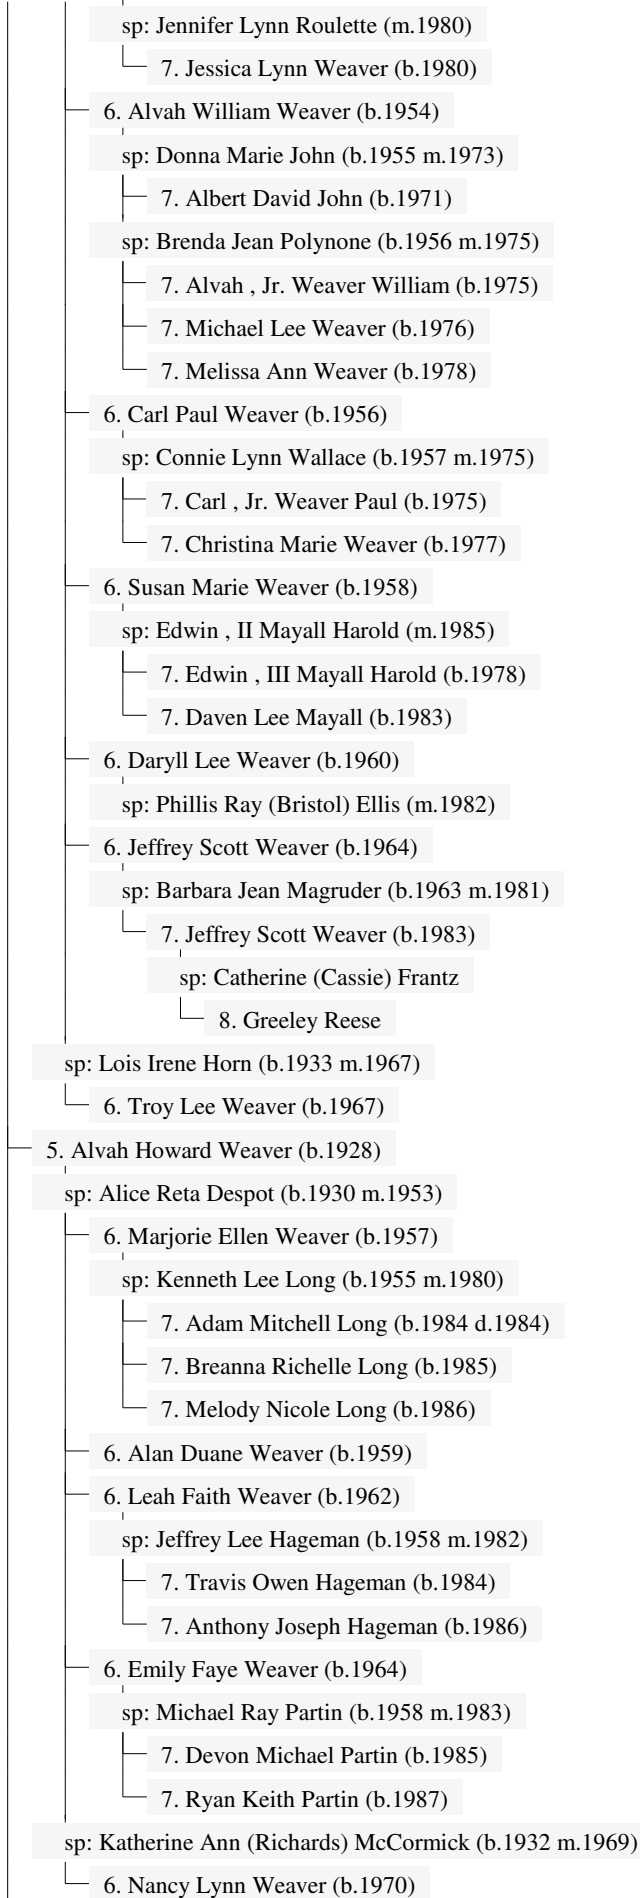 sp: Jennifer Lynn Roulette (m.1980)
7. Jessica Lynn Weaver (b.1980)
6. Alvah William Weaver (b.1954)
sp: Donna Marie John (b.1955 m.1973)
7. Albert David John (b.1971)
sp: Brenda Jean Polynone (b.1956 m.1975)
7. Alvah , Jr. Weaver William (b.1975)
7. Michael Lee Weaver (b.1976)
7. Melissa Ann Weaver (b.1978)
6. Carl Paul Weaver (b.1956)
sp: Connie Lynn Wallace (b.1957 m.1975)
7. Carl , Jr. Weaver Paul (b.1975)
7. Christina Marie Weaver (b.1977)
6. Susan Marie Weaver (b.1958)
sp: Edwin , II Mayall Harold (m.1985)
7. Edwin , III Mayall Harold (b.1978)
7. Daven Lee Mayall (b.1983)
6. Daryll Lee Weaver (b.1960)
sp: Phillis Ray (Bristol) Ellis (m.1982)
6. Jeffrey Scott Weaver (b.1964)
sp: Barbara Jean Magruder (b.1963 m.1981)
7. Jeffrey Scott Weaver (b.1983)
sp: Catherine (Cassie) Frantz
8. Greeley Reese
sp: Lois Irene Horn (b.1933 m.1967)
6. Troy Lee Weaver (b.1967)
5. Alvah Howard Weaver (b.1928)
sp: Alice Reta Despot (b.1930 m.1953)
6. Marjorie Ellen Weaver (b.1957)
sp: Kenneth Lee Long (b.1955 m.1980)
7. Adam Mitchell Long (b.1984 d.1984)
7. Breanna Richelle Long (b.1985)
7. Melody Nicole Long (b.1986)
6. Alan Duane Weaver (b.1959)
6. Leah Faith Weaver (b.1962)
sp: Jeffrey Lee Hageman (b.1958 m.1982)
7. Travis Owen Hageman (b.1984)
7. Anthony Joseph Hageman (b.1986)
6. Emily Faye Weaver (b.1964)
sp: Michael Ray Partin (b.1958 m.1983)
7. Devon Michael Partin (b.1985)
7. Ryan Keith Partin (b.1987)
sp: Katherine Ann (Richards) McCormick (b.1932 m.1969)
6. Nancy Lynn Weaver (b.1970)